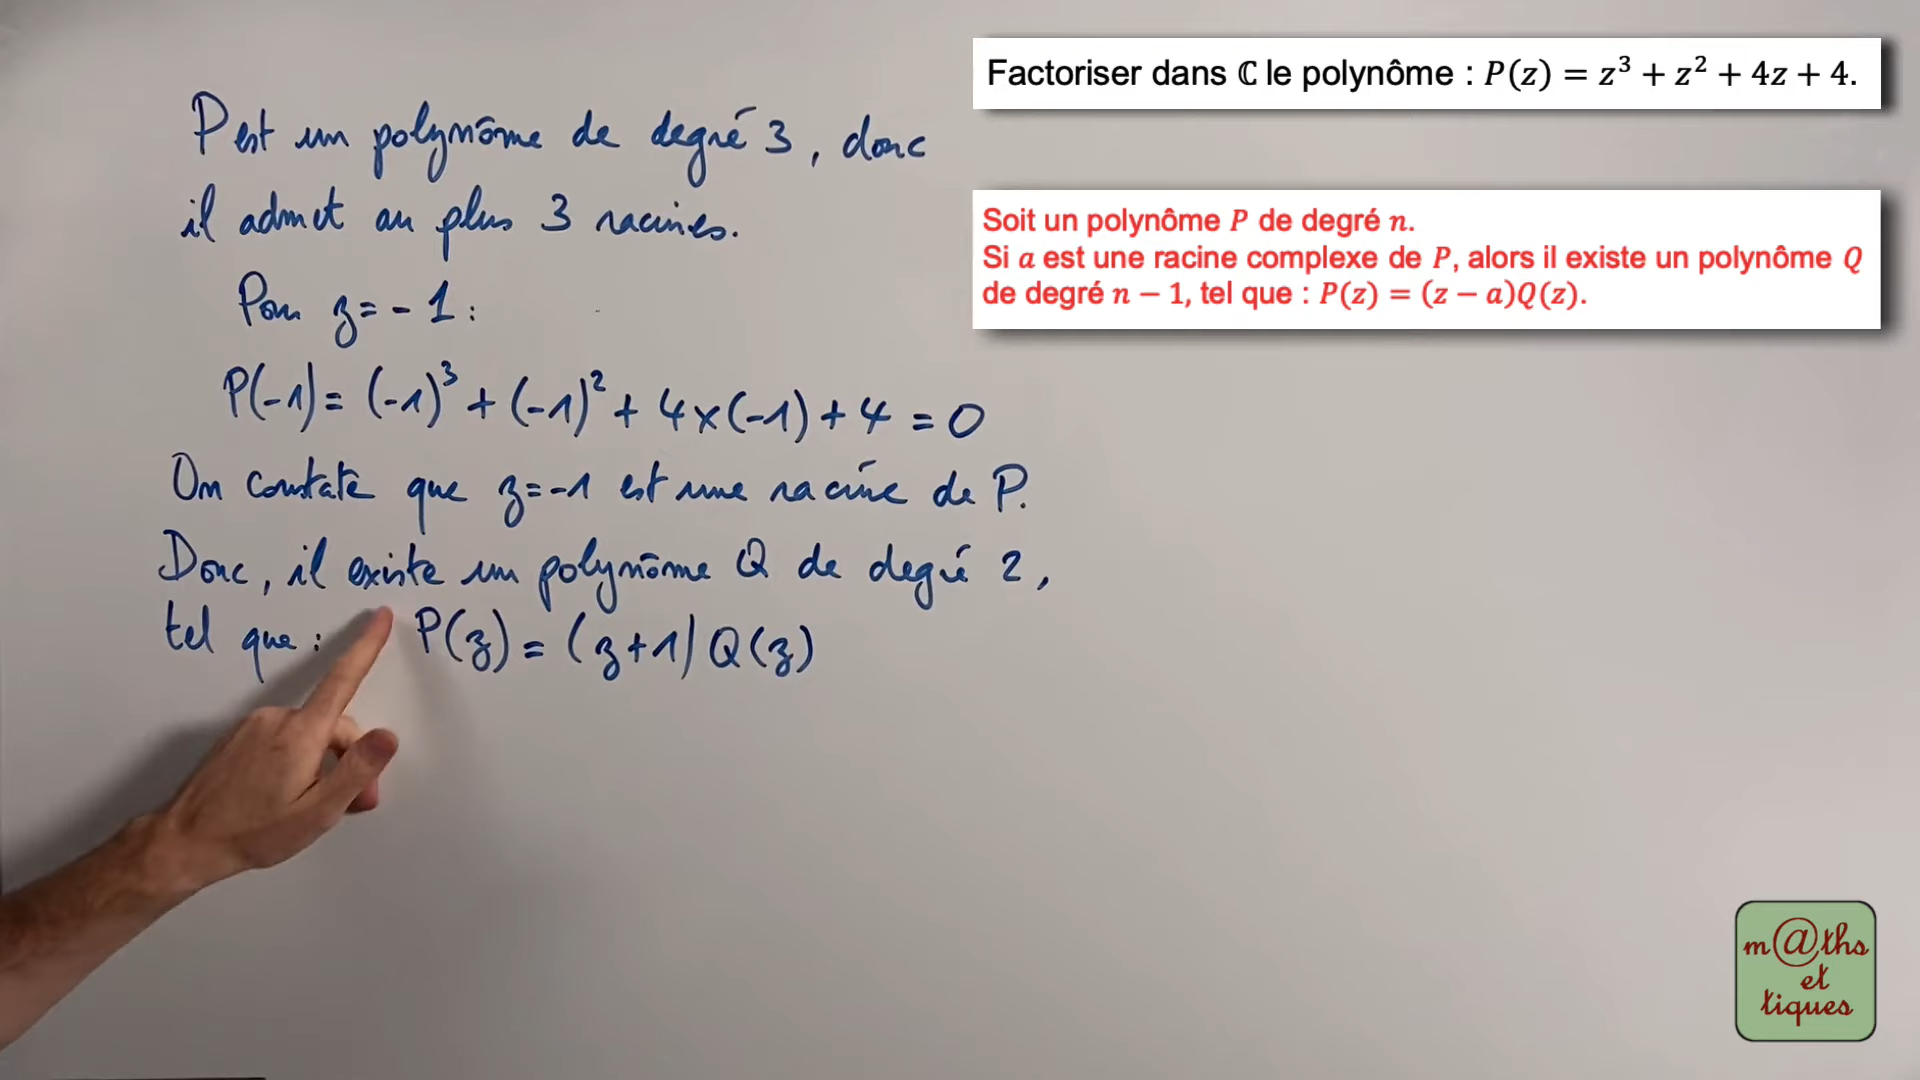 Factoriser dans ℂ le polynôme : P(z) = z³ + z² + 4z + 4.
Soit un polynôme P de degré n.
Si a est une racine complexe de P, alors il existe un polynôme Q
de degré n − 1, tel que : P(z) = (z − a)Q(z).
P est un polynôme de degré 3, donc
il admet au plus 3 racines.
Pour z = - 1 :
P(-1) = (-1)³ + (-1)² + 4 × (-1) + 4 = 0
On constate que z = -1 est une racine de P.
Donc, il existe un polynôme Q de degré 2,
tel que : P(z) = (z+1) Q(z)
m@ths
et
tiques